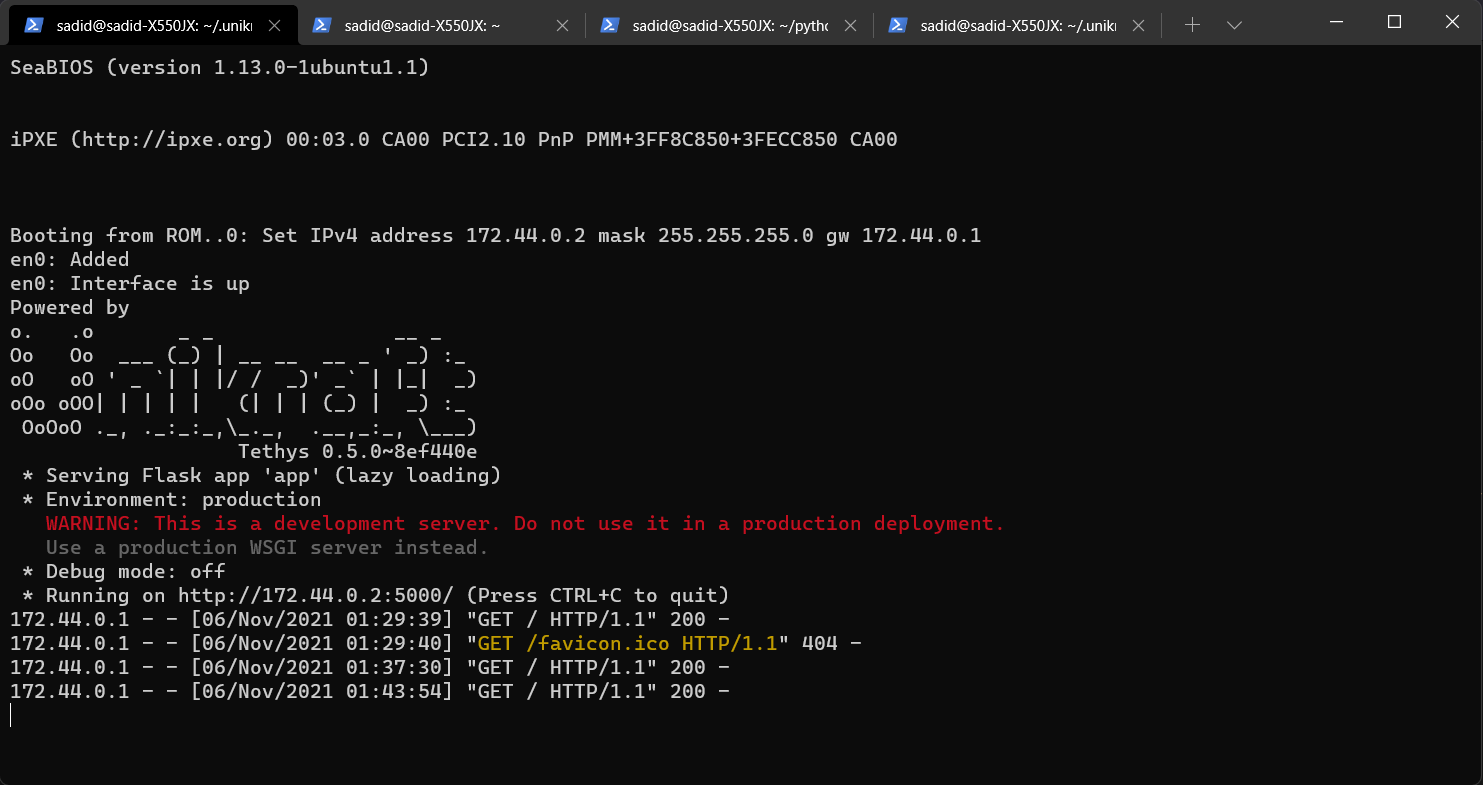 sadid@sadid-X550JX: ~/.unik
sadid@sadid-X550JX: ~
sadid@sadid-X550JX: ~/pytho
sadid@sadid-X550JX: ~/.unik
SeaBIOS (version 1.13.0-1ubuntu1.1)
iPXE (http://ipxe.org) 00:03.0 CA00 PCI2.10 PnP PMM+3FF8C850+3FECC850 CA00
Booting from ROM..0: Set IPv4 address 172.44.0.2 mask 255.255.255.0 gw 172.44.0.1
en0: Added
en0: Interface is up
Powered by
o.   .o       _ _               __ _
Oo   Oo  ___ (_) | __ __  __ _ ' _) :_
oO   oO ' _ `| | |/ /  _)' _` | |_|  _)
oOo oOO| | | | |   (| | | (_) |  _) :_
 OoOoO ._, ._:_:_,\_._,  .__,_:_, \___)
                   Tethys 0.5.0~8ef440e
 * Serving Flask app 'app' (lazy loading)
 * Environment: production
   WARNING: This is a development server. Do not use it in a production deployment.
   Use a production WSGI server instead.
 * Debug mode: off
 * Running on http://172.44.0.2:5000/ (Press CTRL+C to quit)
172.44.0.1 - - [06/Nov/2021 01:29:39] "GET / HTTP/1.1" 200 -
172.44.0.1 - - [06/Nov/2021 01:29:40] "GET /favicon.ico HTTP/1.1" 404 -
172.44.0.1 - - [06/Nov/2021 01:37:30] "GET / HTTP/1.1" 200 -
172.44.0.1 - - [06/Nov/2021 01:43:54] "GET / HTTP/1.1" 200 -